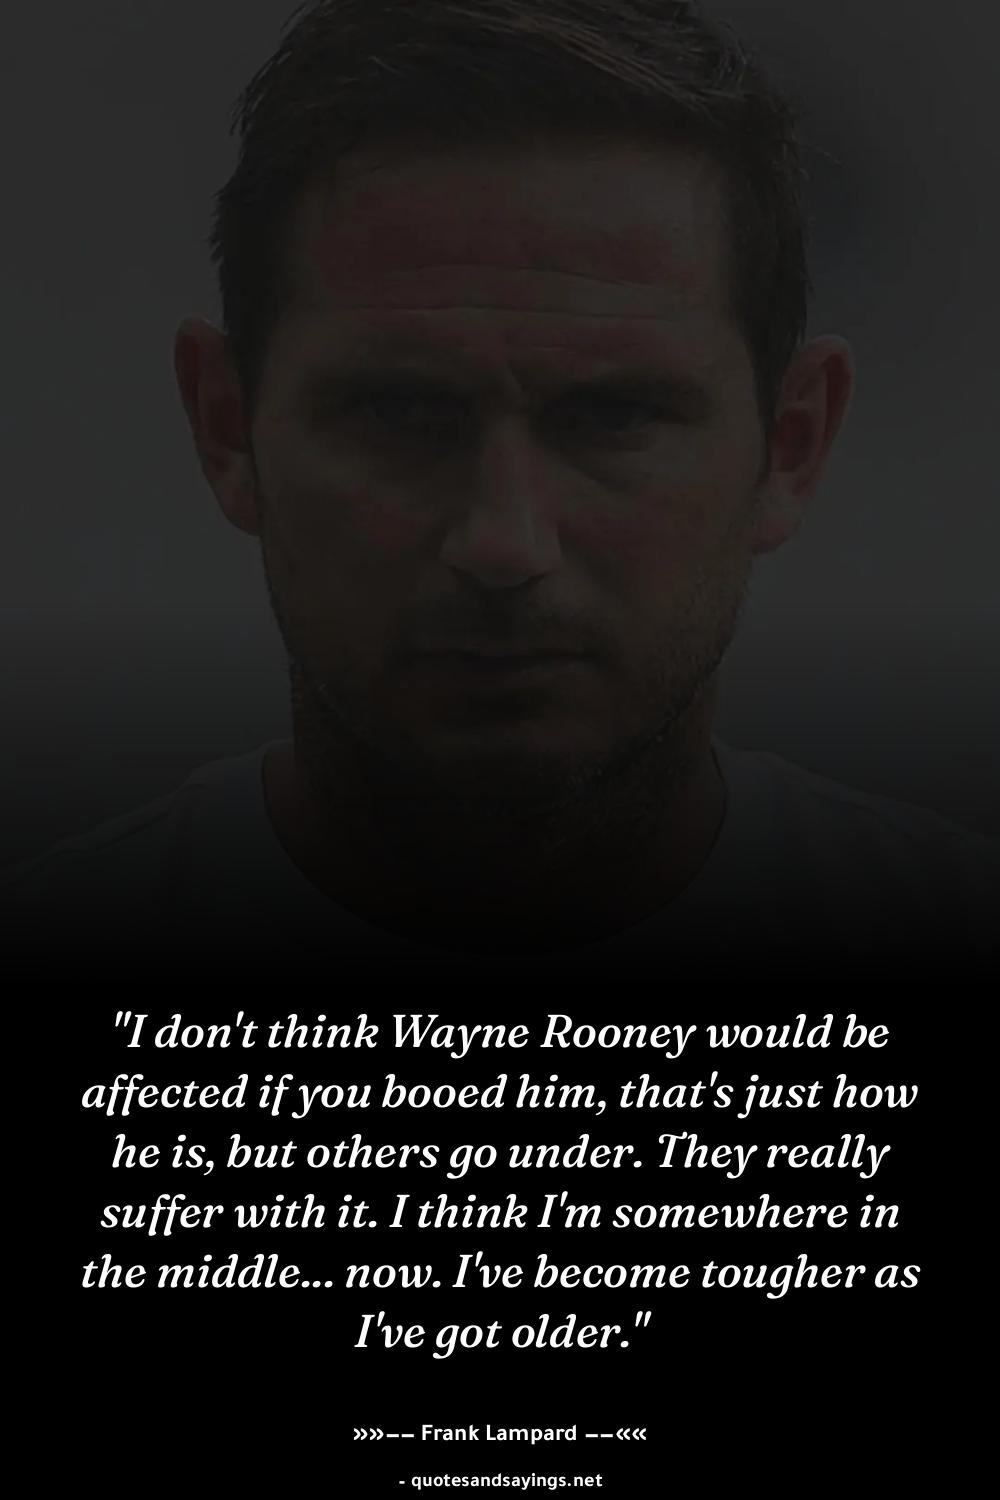 "I don't think Wayne Rooney would be
affected if you booed him, that's just how
he is, but others go under. They really
suffer with it. I think I'm somewhere in
the middle... now. I've become tougher as
I've got older."
»»−− Frank Lampard −−««
- quotesandsayings.net